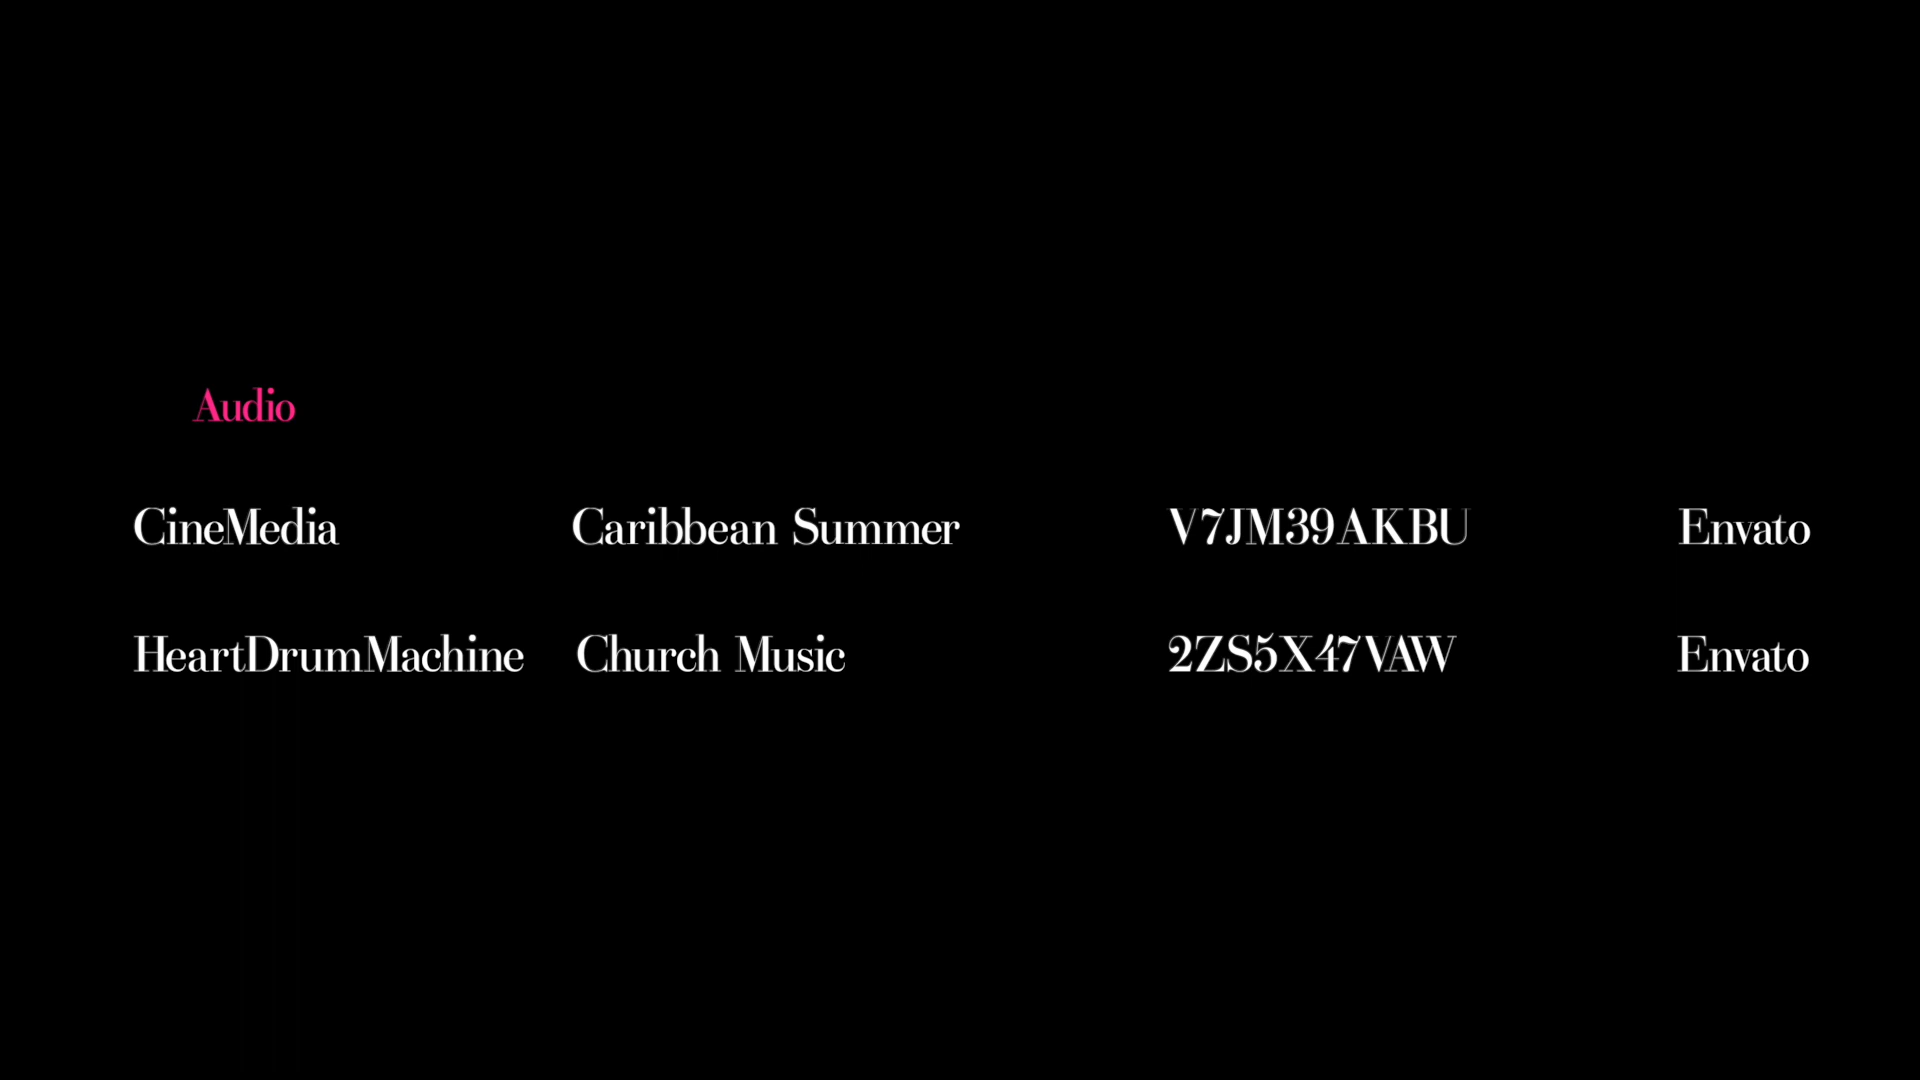 Audio
CineMedia Caribbean Summer V7JM39AKBU Envato
HeartDrumMachine Church Music 2ZS5X47VAW Envato